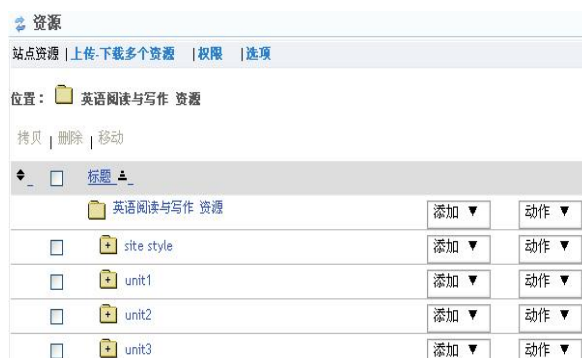 资源
站点资源 | 上传-下载多个资源 | 权限 | 选项
位置： 英语阅读与写作 资源
拷贝 | 删除 | 移动
标题
英语阅读与写作 资源 添加 ▼ 动作 ▼
site style 添加 ▼ 动作 ▼
unit1 添加 ▼ 动作 ▼
unit2 添加 ▼ 动作 ▼
unit3 添加 ▼ 动作 ▼